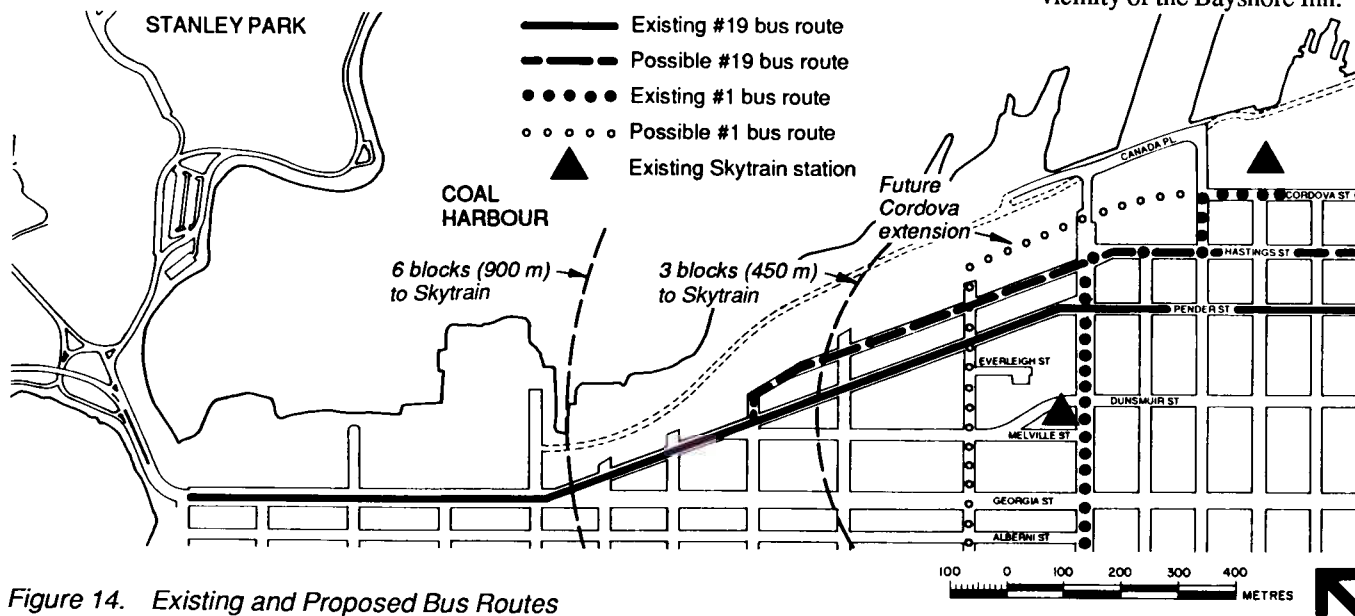 vicinity of the Bayshore Inn.
STANLEY PARK
Existing #19 bus route
Possible #19 bus route
Existing #1 bus route
Possible #1 bus route
Existing Skytrain station
COAL
HARBOUR
6 blocks (900 m)
to Skytrain
3 blocks (450 m)
to Skytrain
Future
Cordova
extension
CANADA PL.
CORDOVA ST
HASTINGS ST
PENDER ST
EVERLEIGH ST
DUNSMUIR ST
MELVILLE ST
GEORGIA ST
ALBERNI ST
100 0 100 200 300 400
METRES
Figure 14. Existing and Proposed Bus Routes